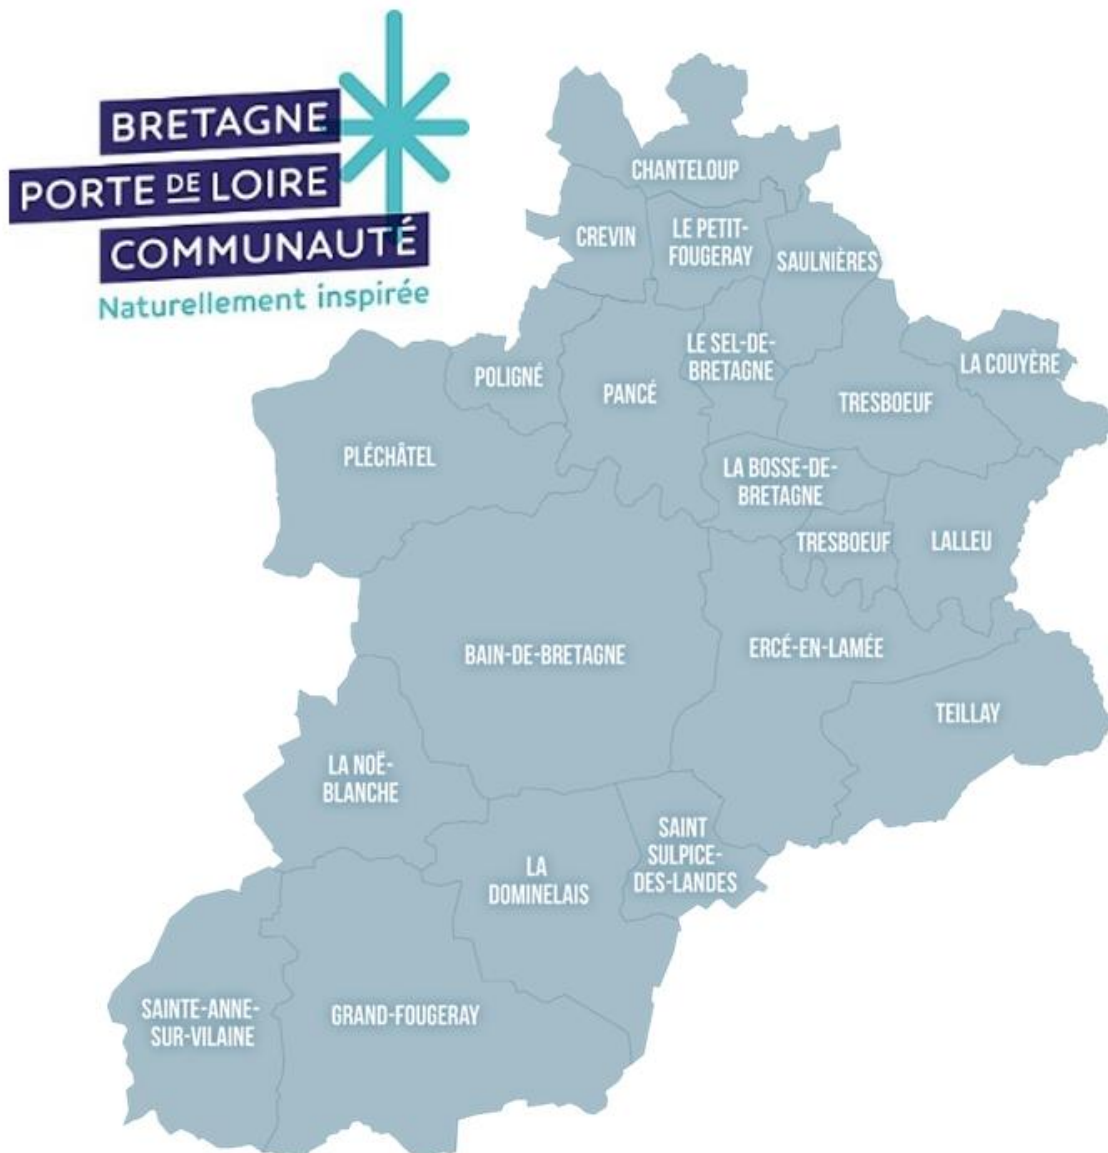 BRETAGNE
PORTE DE LOIRE
COMMUNAUTÉ
Naturellement inspirée
CHANTELOUP
CREVIN
LE PETIT-
FOUGERAY
SAULNIÈRES
POLIGNÉ
PANCÉ
LE SEL-DE-
BRETAGNE
LA COUYÈRE
TRESBOEUF
PLÉCHÂTEL
LA BOSSE-DE-
BRETAGNE
TRESBOEUF
LALLEU
BAIN-DE-BRETAGNE
ERCÉ-EN-LAMÉE
TEILLAY
LA NOË-
BLANCHE
SAINT
SULPICE-
DES-LANDES
LA
DOMINELAIS
SAINTE-ANNE-
SUR-VILAINE
GRAND-FOUGERAY